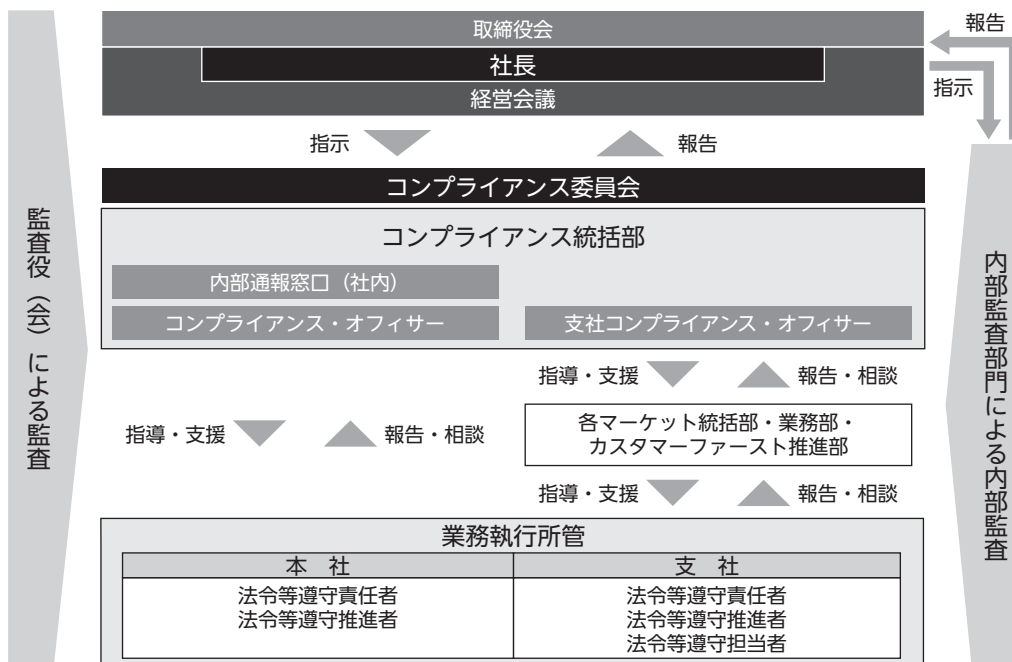 取締役会
報告
社長
経営会議
指示
指示
報告
コンプライアンス委員会
コンプライアンス統括部
内部通報窓口（社内）
コンプライアンス・オフィサー
支社コンプライアンス・オフィサー
指導・支援
報告・相談
指導・支援
報告・相談
各マーケット統括部・業務部・
カスタマーファースト推進部
指導・支援
報告・相談
業務執行所管
本　社
支　社
法令等遵守責任者
法令等遵守推進者
法令等遵守責任者
法令等遵守推進者
法令等遵守担当者
監査役（会）による監査
内部監査部門による内部監査